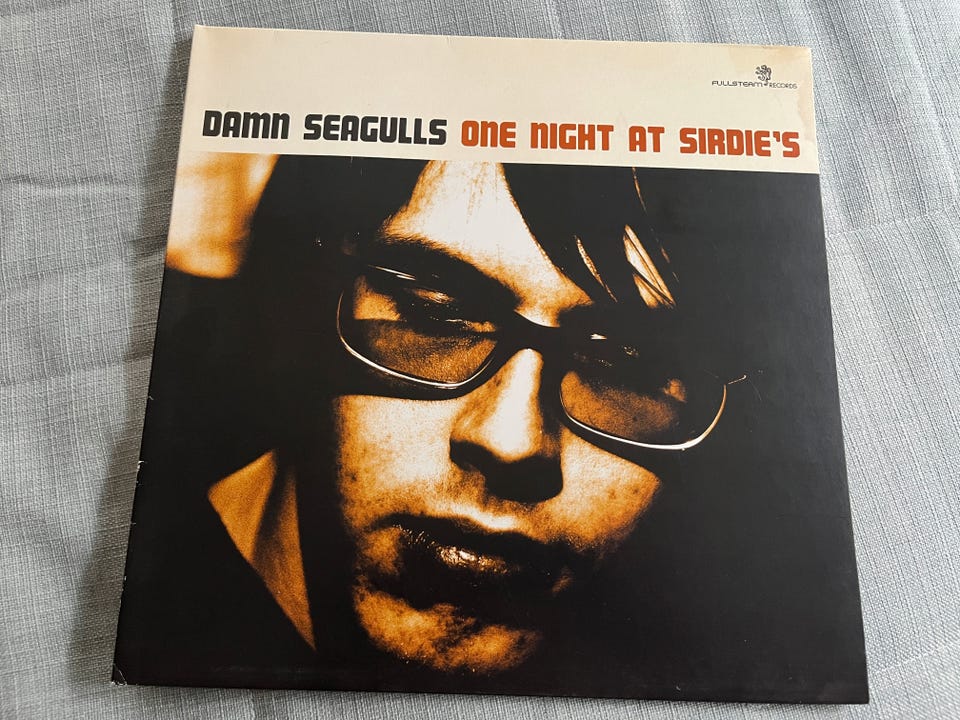 FULLSTEAM RECORDS
DAMN SEAGULLS ONE NIGHT AT SIRDIE'S